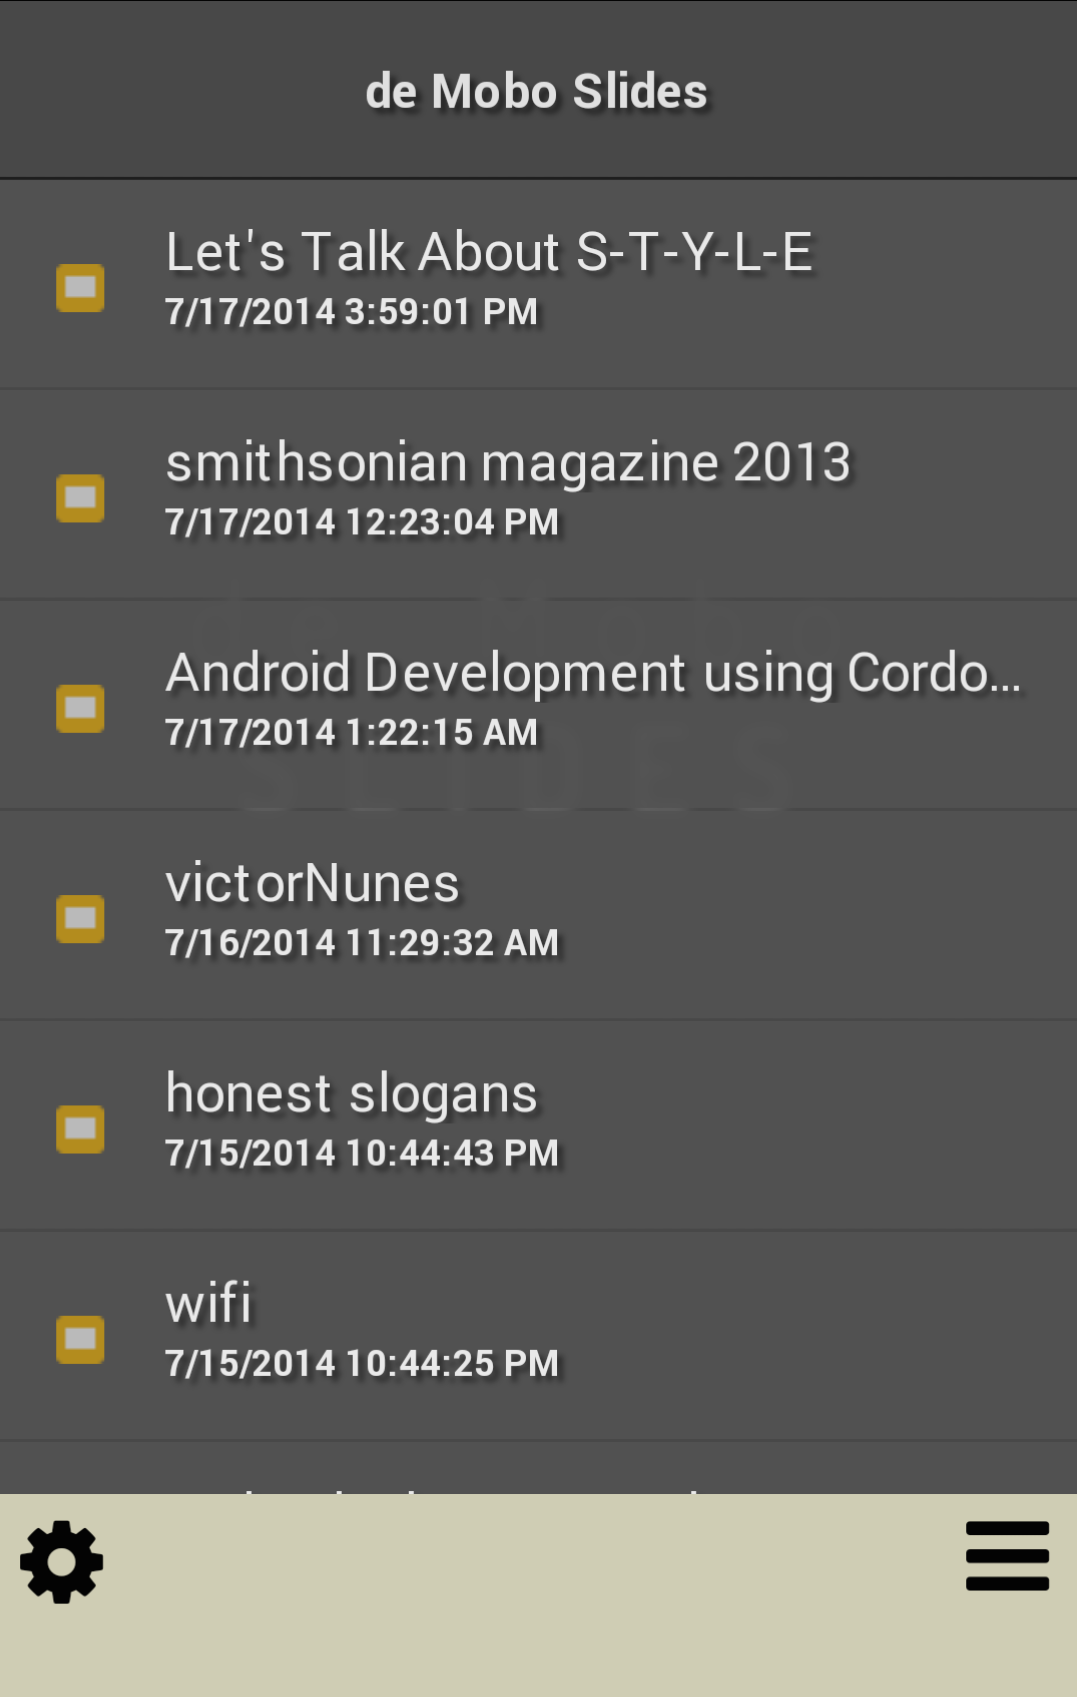 de Mobo Slides
Let's Talk About S-T-Y-L-E
7/17/2014 3:59:01 PM
smithsonian magazine 2013
7/17/2014 12:23:04 PM
de Mobo
Android Development using Cordo...
7/17/2014 1:22:15 AM
SLIDES
victorNunes
7/16/2014 11:29:32 AM
honest slogans
7/15/2014 10:44:43 PM
wifi
7/15/2014 10:44:25 PM